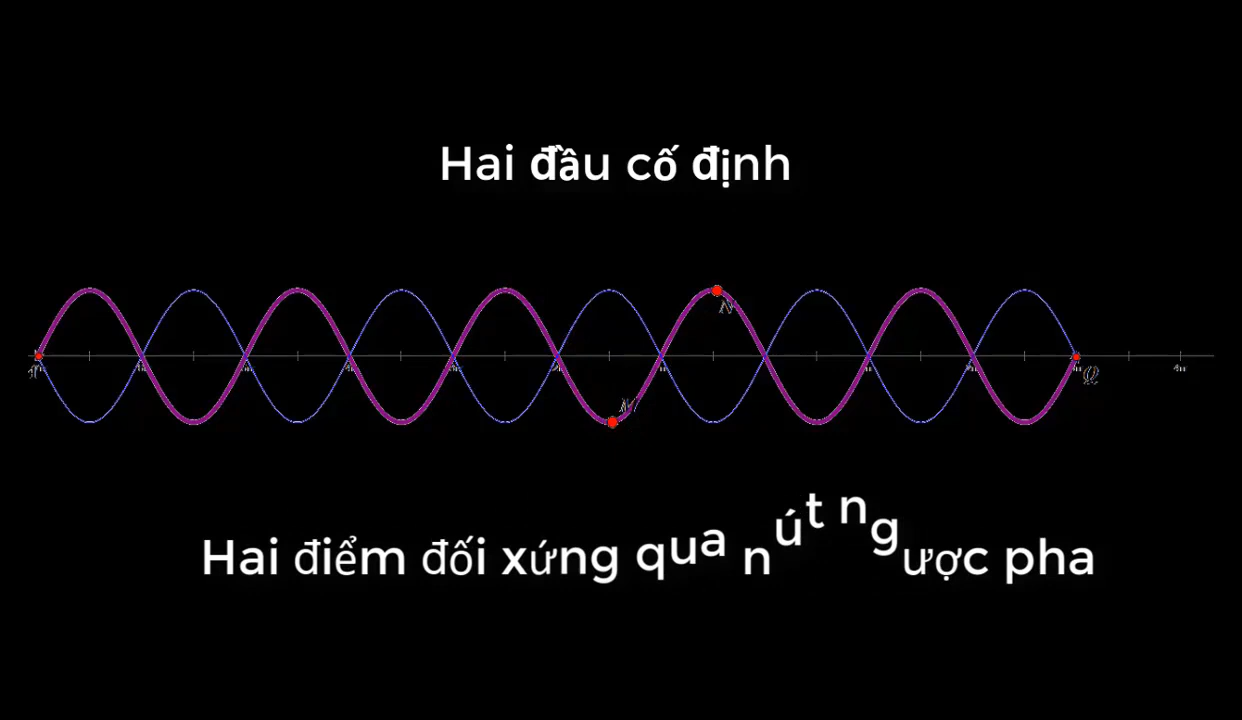 Hai đầu cố định
N
M
Q
Hai điểm đối xứng qua nút ngược pha